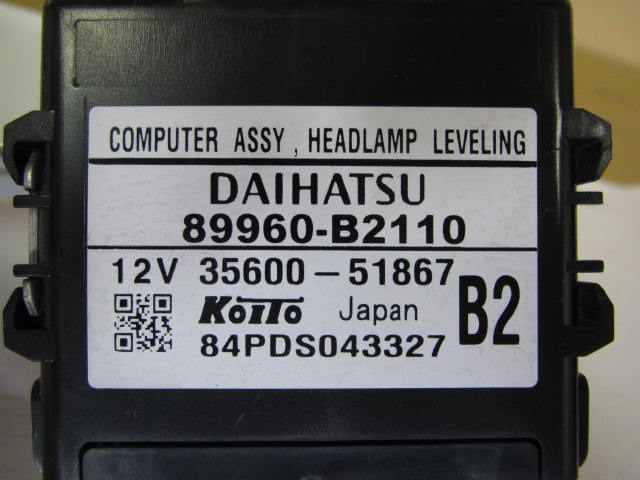 COMPUTER ASSY , HEADLAMP LEVELING
DAIHATSU
89960-B2110
12V 35600-51867
KOITO Japan B2
84PDS043327